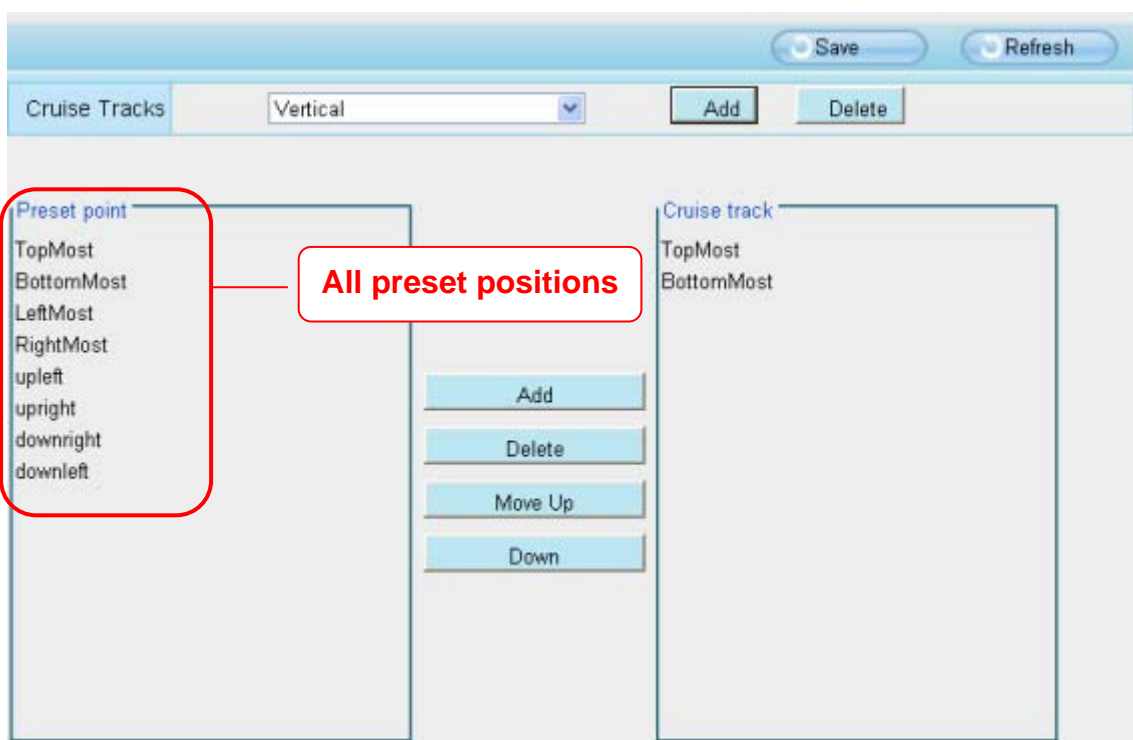 Save
Refresh
Cruise Tracks
Vertical
Add
Delete
Preset point
TopMost
BottomMost
LeftMost
RightMost
upleft
upright
downright
downleft
All preset positions
Add
Delete
Move Up
Down
Cruise track
TopMost
BottomMost